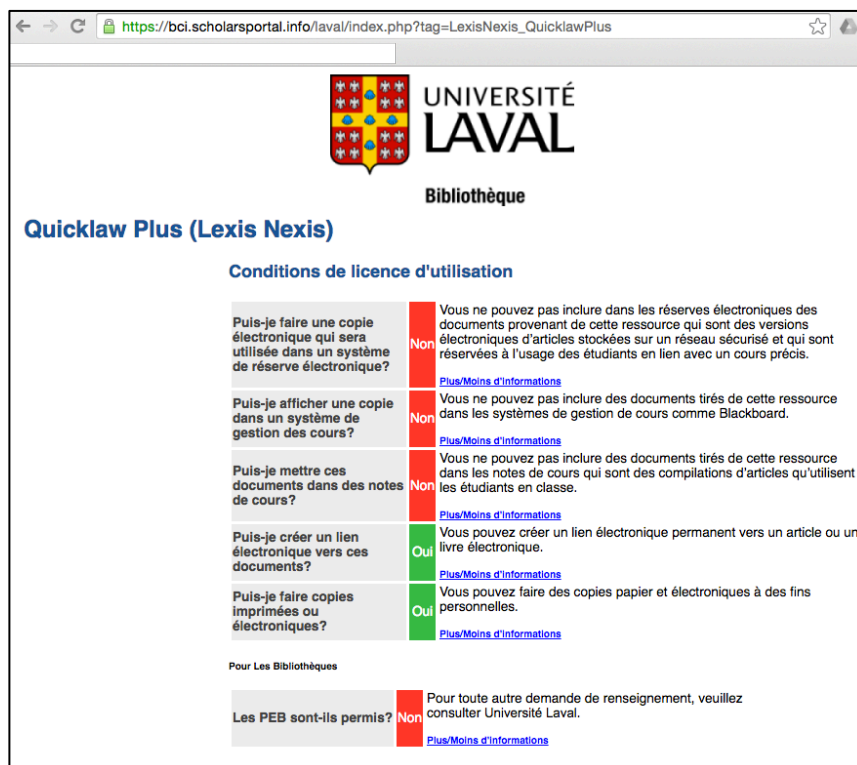 https://bci.scholarsportal.info/laval/index.php?tag=LexisNexis_QuicklawPlus
UNIVERSITÉ
LAVAL
Bibliothèque
Quicklaw Plus (Lexis Nexis)
Conditions de licence d'utilisation
Puis-je faire une copie
électronique qui sera
utilisée dans un système
de réserve électronique?
Non
Vous ne pouvez pas inclure dans les réserves électroniques des
documents provenant de cette ressource qui sont des versions
électroniques d'articles stockées sur un réseau sécurisé et qui sont
réservées à l'usage des étudiants en lien avec un cours précis.
Plus/Moins d'informations
Puis-je afficher une copie
dans un système de
gestion des cours?
Non
Vous ne pouvez pas inclure des documents tirés de cette ressource
dans les systèmes de gestion de cours comme Blackboard.
Plus/Moins d'informations
Puis-je mettre ces
documents dans des notes
de cours?
Non
Vous ne pouvez pas inclure des documents tirés de cette ressource
dans les notes de cours qui sont des compilations d'articles qu'utilisent
les étudiants en classe.
Plus/Moins d'informations
Puis-je créer un lien
électronique vers ces
documents?
Oui
Vous pouvez créer un lien électronique permanent vers un article ou un
livre électronique.
Plus/Moins d'informations
Puis-je faire copies
imprimées ou
électroniques?
Oui
Vous pouvez faire des copies papier et électroniques à des fins
personnelles.
Plus/Moins d'informations
Pour Les Bibliothèques
Les PEB sont-ils permis?
Non
Pour toute autre demande de renseignement, veuillez
consulter Université Laval.
Plus/Moins d'informations